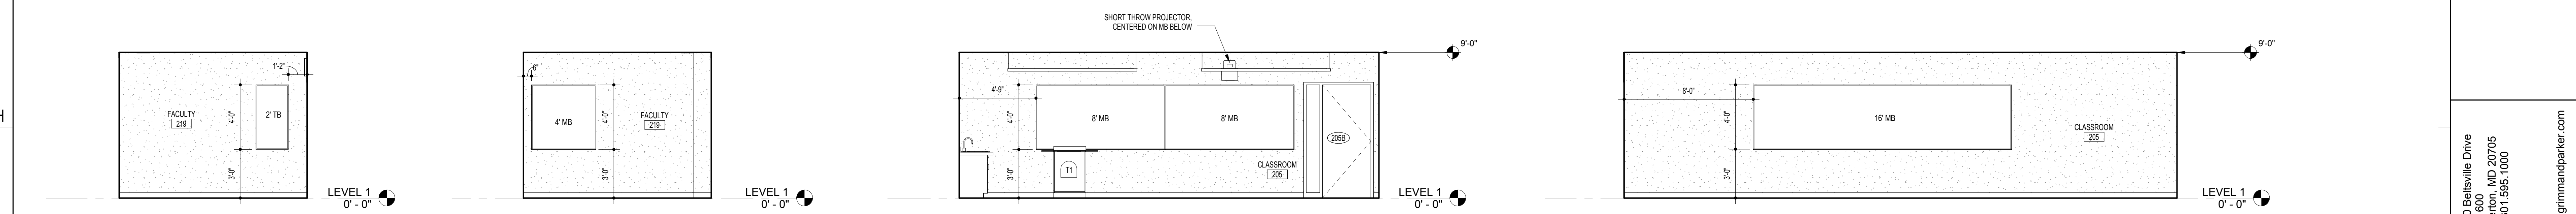 1'-2"
FACULTY
219
4'-0"
2' TB
3'-0"
LEVEL 1
0' - 0"
6"
4' MB
4'-0"
FACULTY
219
3'-0"
LEVEL 1
0' - 0"
SHORT THROW PROJECTOR,
CENTERED ON MB BELOW
9'-0"
4'-9"
4'-0"
8' MB
8' MB
205B
T1
CLASSROOM
205
3'-0"
LEVEL 1
0' - 0"
9'-0"
8'-0"
4'-0"
16' MB
CLASSROOM
205
3'-0"
LEVEL 1
0' - 0"
Beltsville Drive
600
MD 20705
01.595.1000
grimmandparker.com